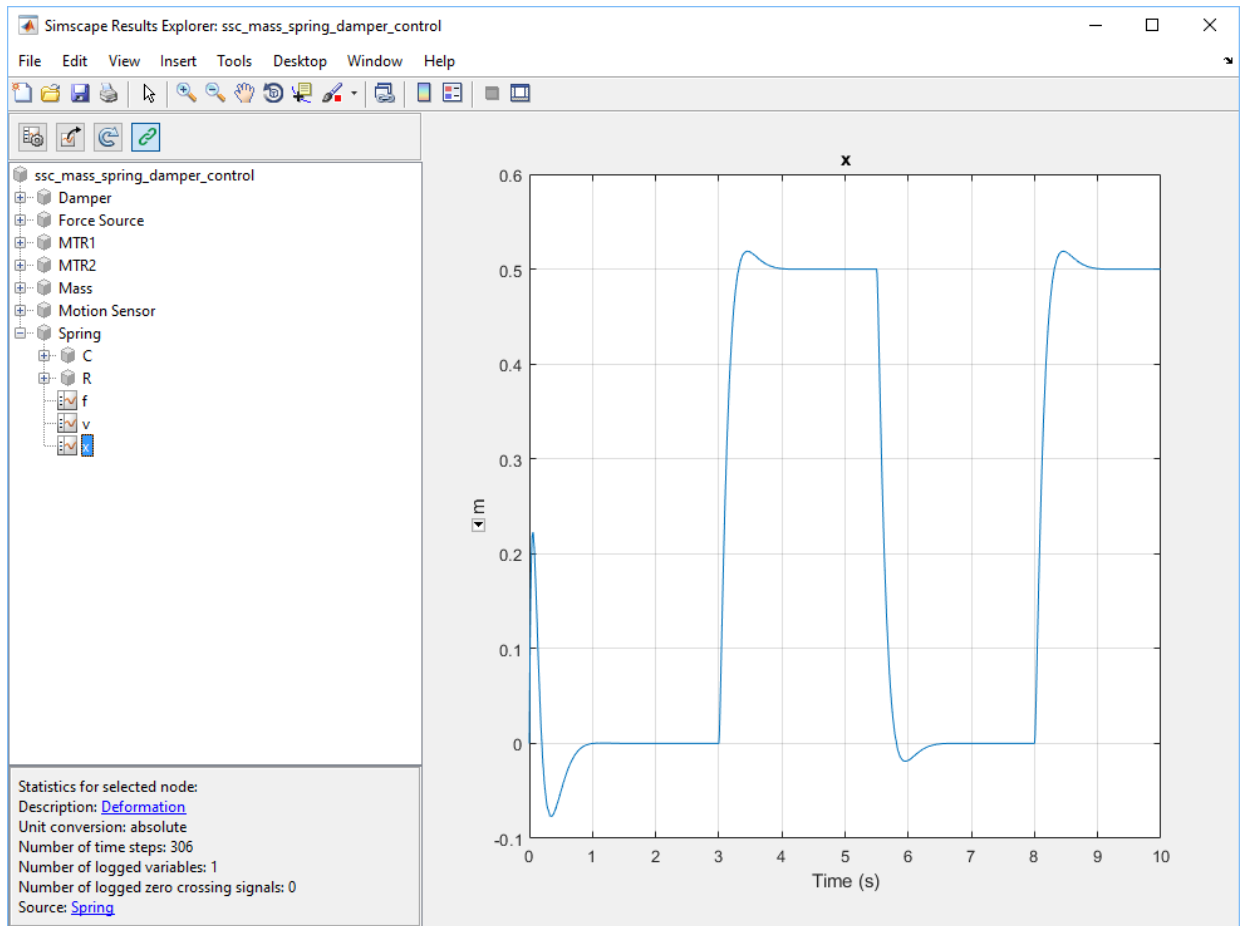 Simscape Results Explorer: ssc_mass_spring_damper_control
File Edit View Insert Tools Desktop Window Help
ssc_mass_spring_damper_control
Damper
Force Source
MTR1
MTR2
Mass
Motion Sensor
Spring
C
R
f
v
x
Statistics for selected node:
Description: Deformation
Unit conversion: absolute
Number of time steps: 306
Number of logged variables: 1
Number of logged zero crossing signals: 0
Source: Spring
x
0.6
0.5
0.4
0.3
0.2
0.1
0
-0.1
m
0 1 2 3 4 5 6 7 8 9 10
Time (s)